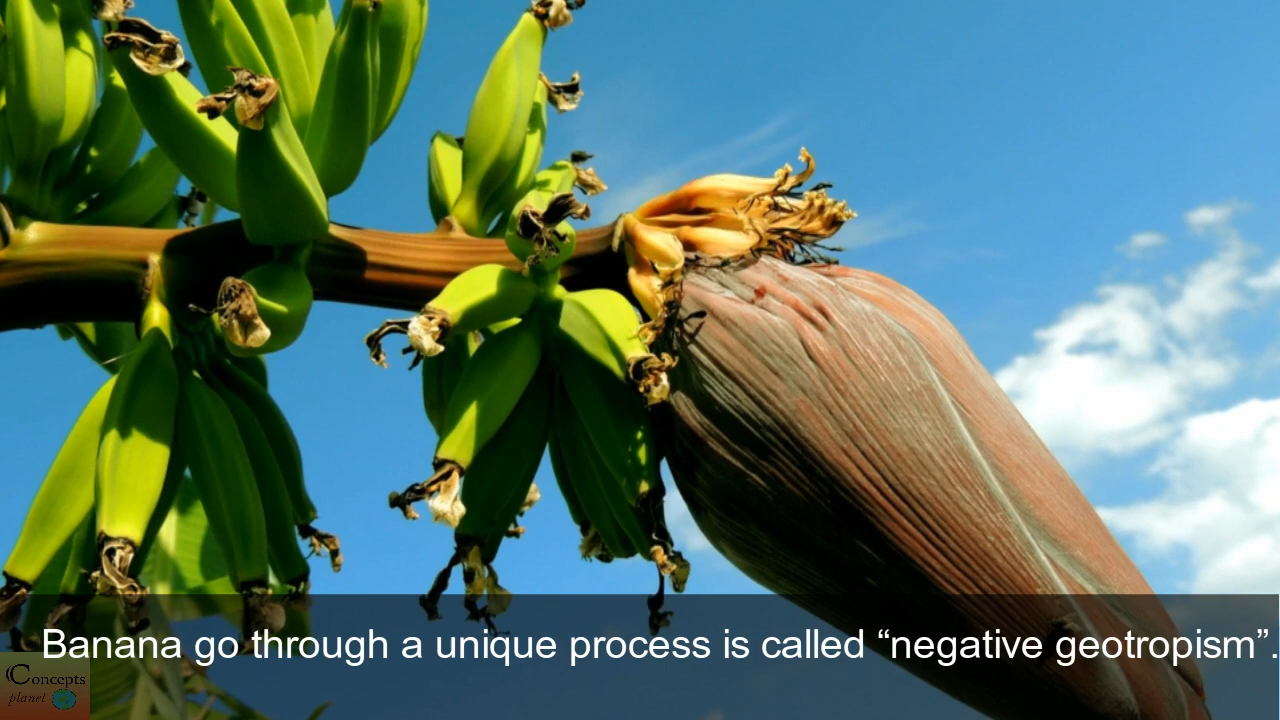 Banana go through a unique process is called “negative geotropism”.
Concepts
planet